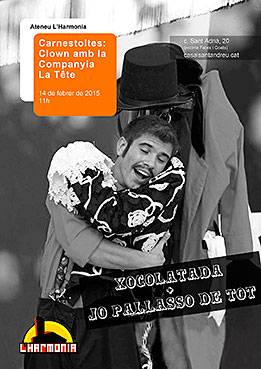 Ateneu L'Harmonia
Carnestoltes:
Clown amb la
Companyia
La Tête
14 de febrer de 2015
11h
c. Sant Adrià, 20
casalsantandreu.cat
XOCOLATADA
+
JO PALLASSO DE TOT
L'HARMONIA